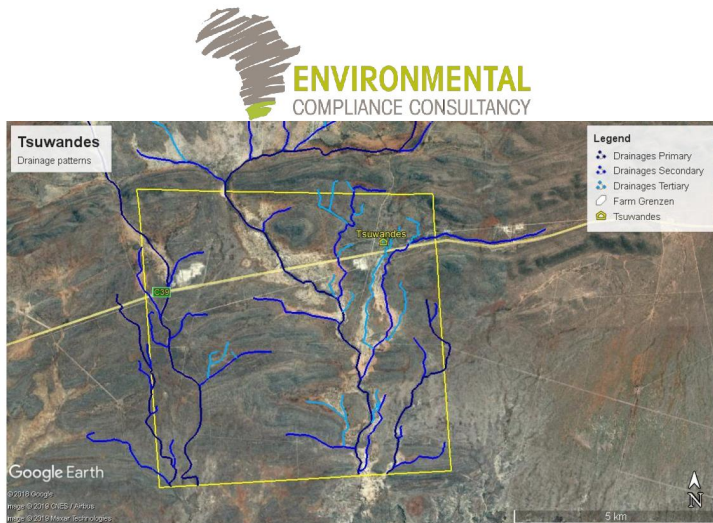 ENVIRONMENTAL
COMPLIANCE CONSULTANCY
Tsuwandes
Drainage patterns
Legend
Drainages Primary
Drainages Secondary
Drainages Tertiary
Farm Grenzen
Tsuwandes
Tsuwandes
C39
Google Earth
©2018 Google
Image © 2019 CNES / Airbus
Image © 2019 Maxar Technologies
N
5 km